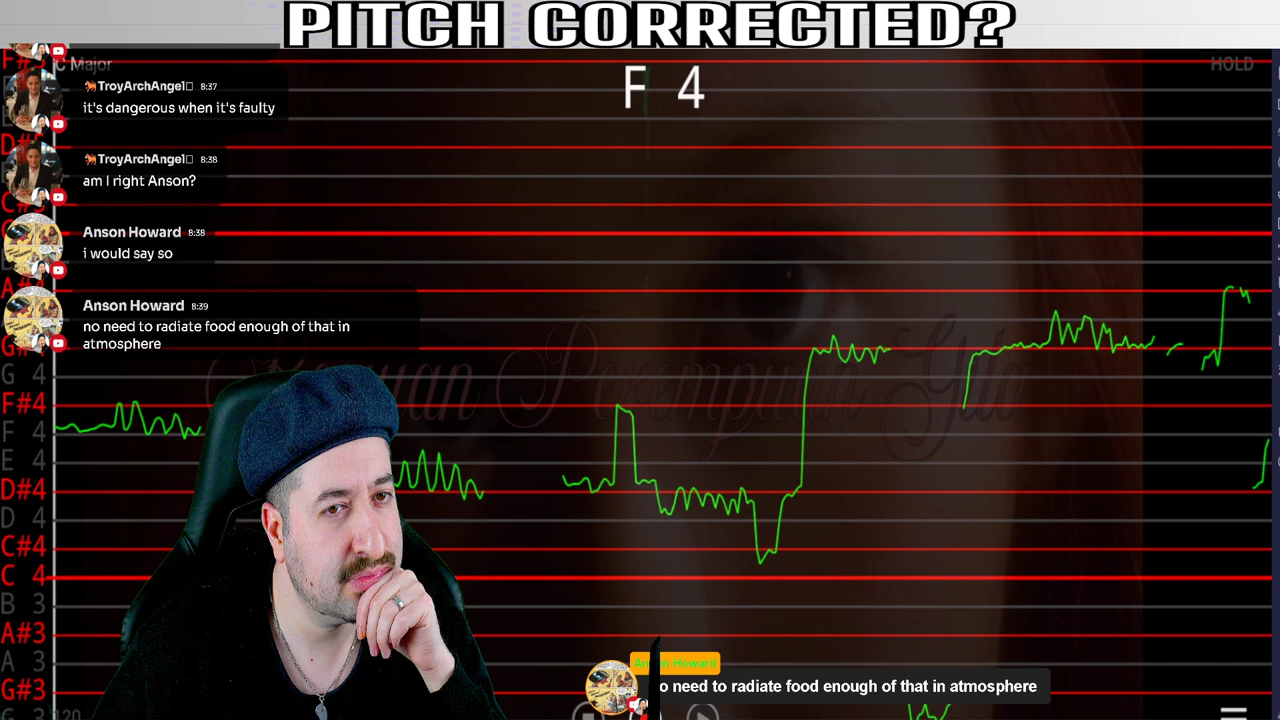 PITCH CORRECTED?
C Major
HOLD
F 4
TroyArchAngel 8:37
it's dangerous when it's faulty
TroyArchAngel 8:38
am I right Anson?
Anson Howard 8:38
i would say so
Anson Howard 8:39
no need to radiate food enough of that in
atmosphere
G 4
F#4
F 4
E 4
D#4
D 4
C#4
C 4
B 3
A#3
A 3
G#3
120
Howard
o need to radiate food enough of that in atmosphere